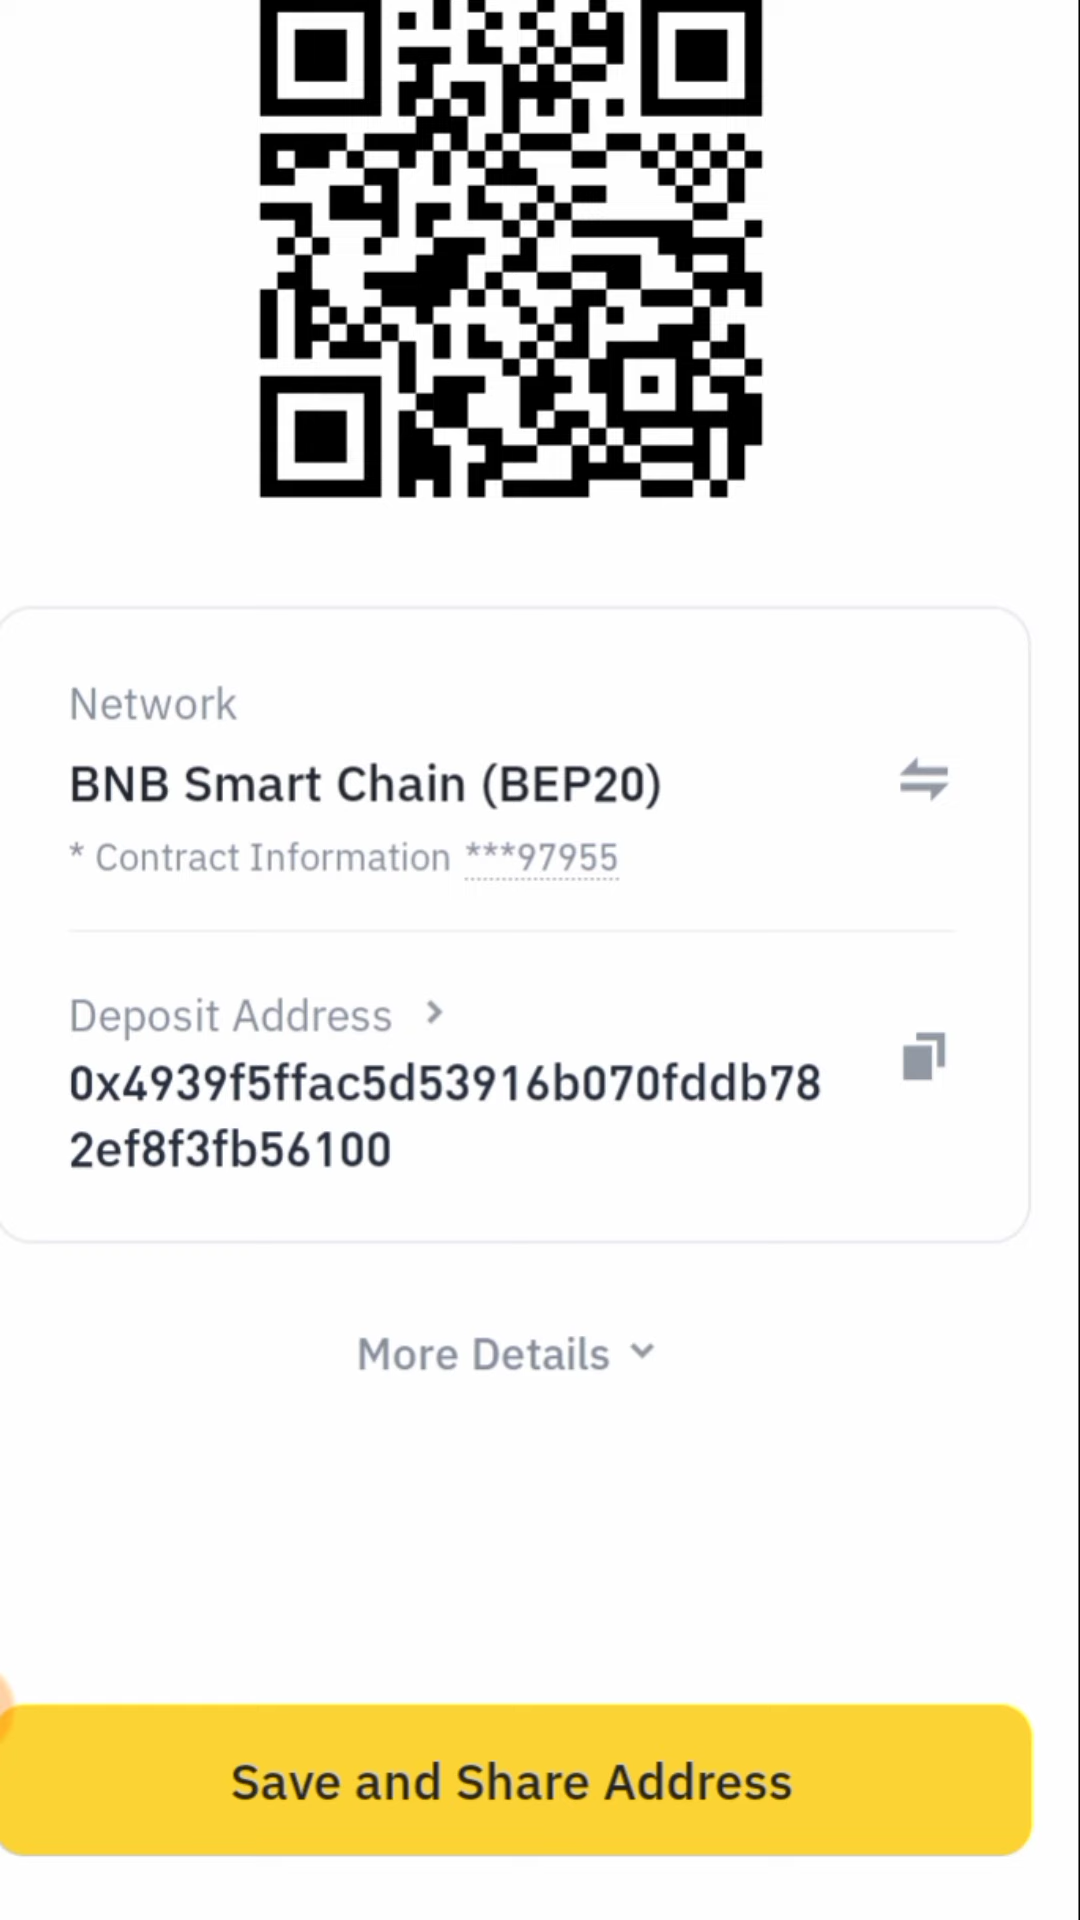 Network
BNB Smart Chain (BEP20)
* Contract Information ***97955
Deposit Address
0x4939f5ffac5d53916b070fddb78
2ef8f3fb56100
More Details
Save and Share Address